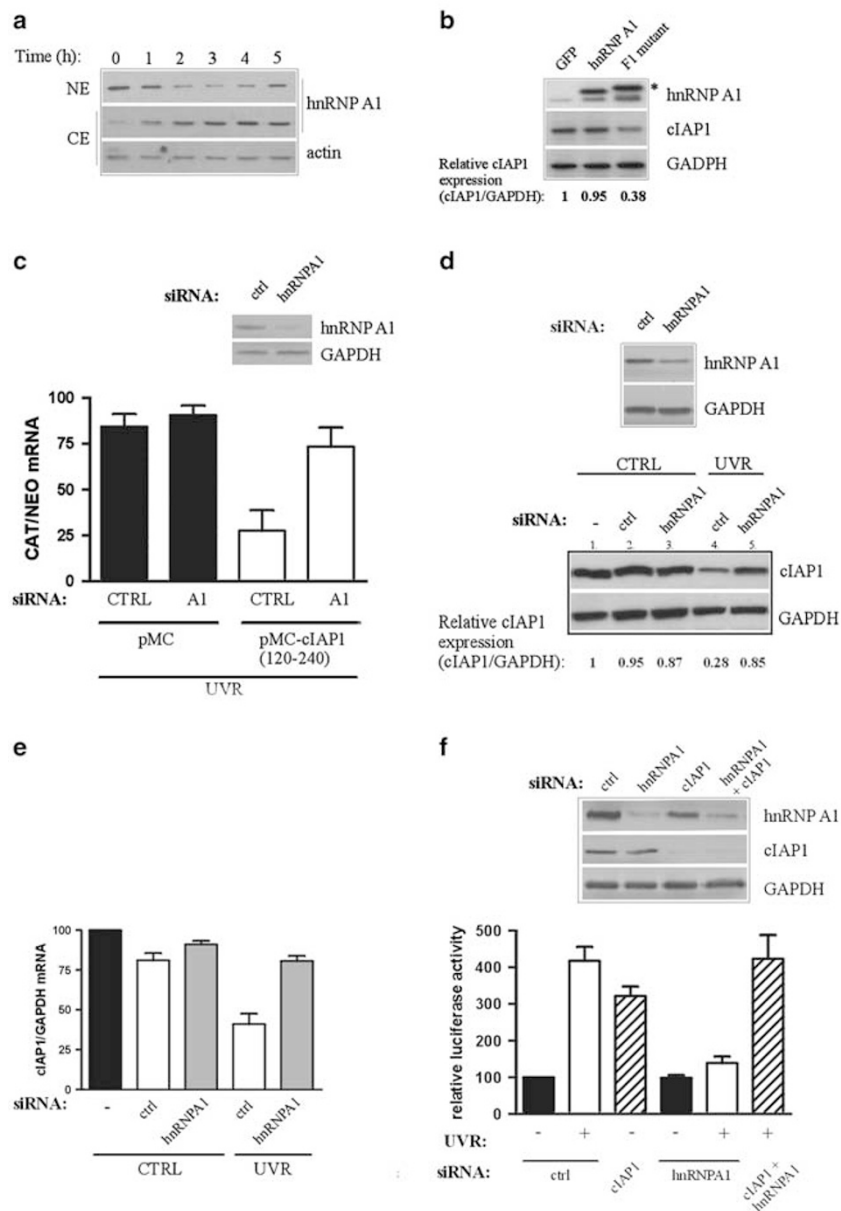 a
Time (h): 0 1 2 3 4 5
NE
hnRNP A1
CE
actin
b
GFP hnRNP A1 F1 mutant
*
hnRNP A1
cIAP1
GADPH
Relative cIAP1
expression
(cIAP1/GAPDH): 1 0.95 0.38
c
siRNA: ctrl hnRNPA1
hnRNP A1
GAPDH
CAT/NEO mRNA
100
75
50
25
0
siRNA: CTRL A1 CTRL A1
pMC pMC-cIAP1
(120-240)
UVR
d
siRNA: ctrl hnRNPA1
hnRNP A1
GAPDH
CTRL UVR
siRNA: - ctrl hnRNPA1 ctrl hnRNPA1
1. 2. 3. 4. 5.
cIAP1
GAPDH
Relative cIAP1
expression
(cIAP1/GAPDH): 1 0.95 0.87 0.28 0.85
e
cIAP1/GAPDH mRNA
100
75
50
25
0
siRNA: - ctrl hnRNPA1 ctrl hnRNPA1
CTRL UVR
f
siRNA: ctrl hnRNPA1 cIAP1 hnRNPA1 + cIAP1
hnRNP A1
cIAP1
GAPDH
relative luciferase activity
500
400
300
200
100
0
UVR: - + - - + +
siRNA: ctrl cIAP1 hnRNPA1 cIAP1 + hnRNPA1